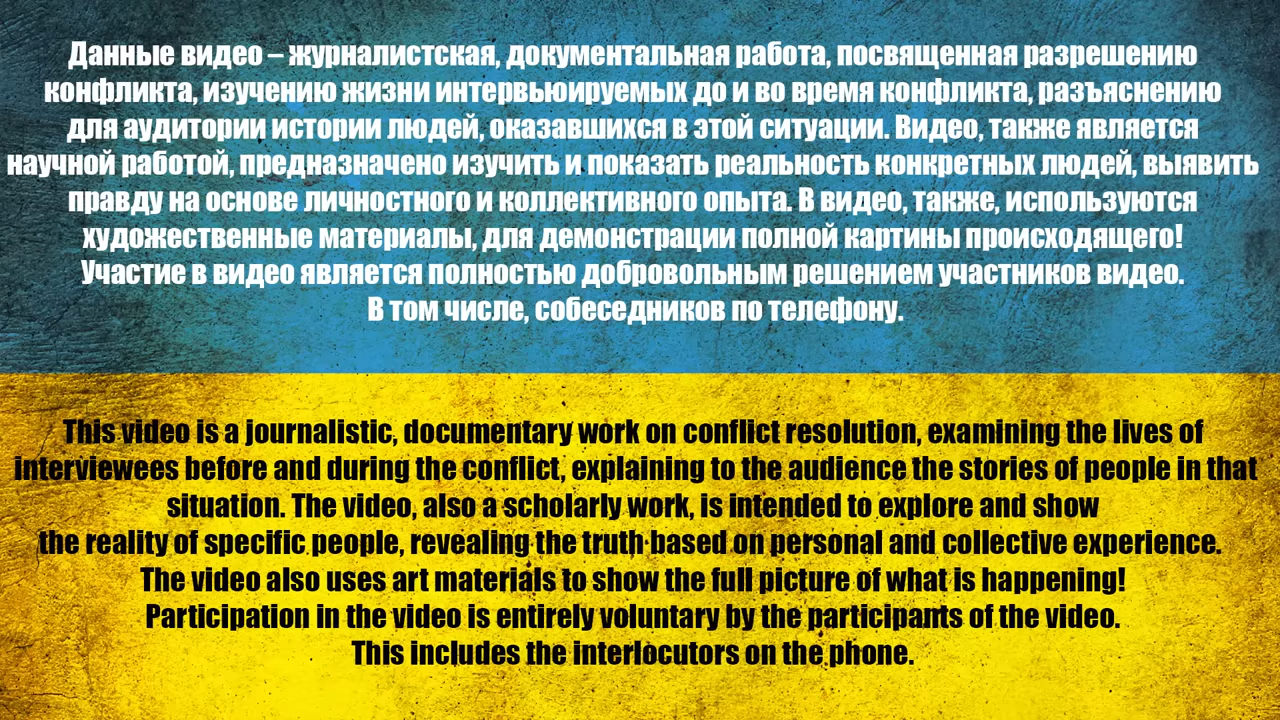 Данные видео – журналистская, документальная работа, посвященная разрешению
конфликта, изучению жизни интервьюируемых до и во время конфликта, разъяснению
для аудитории истории людей, оказавшихся в этой ситуации. Видео, также является
научной работой, предназначено изучить и показать реальность конкретных людей, выявить
правду на основе личностного и коллективного опыта. В видео, также, используются
художественные материалы, для демонстрации полной картины происходящего!
Участие в видео является полностью добровольным решением участников видео.
В том числе, собеседников по телефону.
This video is a journalistic, documentary work on conflict resolution, examining the lives of
interviewees before and during the conflict, explaining to the audience the stories of people in that
situation. The video, also a scholarly work, is intended to explore and show
the reality of specific people, revealing the truth based on personal and collective experience.
The video also uses art materials to show the full picture of what is happening!
Participation in the video is entirely voluntary by the participants of the video.
This includes the interlocutors on the phone.